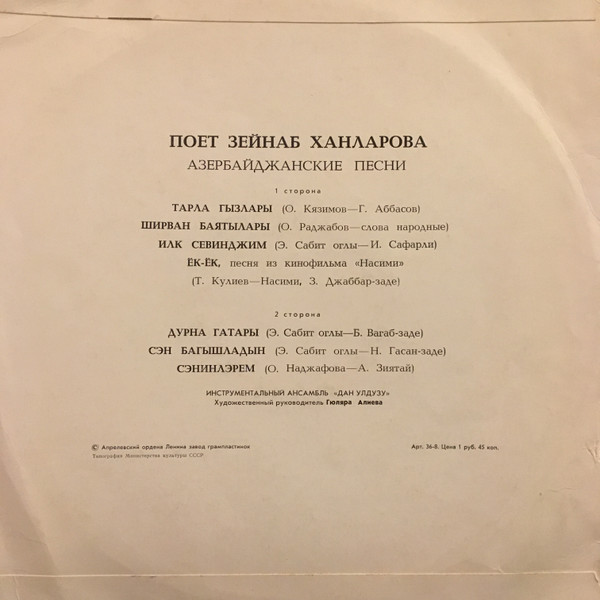 ПОЕТ ЗЕЙНАБ ХАНЛАРОВА
АЗЕРБАЙДЖАНСКИЕ ПЕСНИ
1 сторона
ТАРЛА ГЫЗЛАРЫ (О. Кязимов—Г. Аббасов)
ШИРВАН БАЯТЫЛАРЫ (О. Раджабов—слова народные)
ИЛК СЕВИНДЖИМ (Э. Сабит оглы—И. Сафарли)
ЁК-ЁК, песня из кинофильма «Насими»
(Т. Кулиев—Насими, З. Джаббар-заде)
2 сторона
ДУРНА ГАТАРЫ (Э. Сабит оглы—Б. Вагаб-заде)
СЭН БАГЫШЛАДЫН (Э. Сабит оглы—Н. Гасан-заде)
СЭНИНЛЭРЕМ (О. Наджафова—А. Зиятай)
ИНСТРУМЕНТАЛЬНЫЙ АНСАМБЛЬ «ДАН УЛДУЗУ»
Художественный руководитель Гюляра Алиева
© Апрелевский ордена Ленина завод грампластинок Арт. 36-8. Цена 1 руб. 45 коп.
Типография Министерства культуры СССР